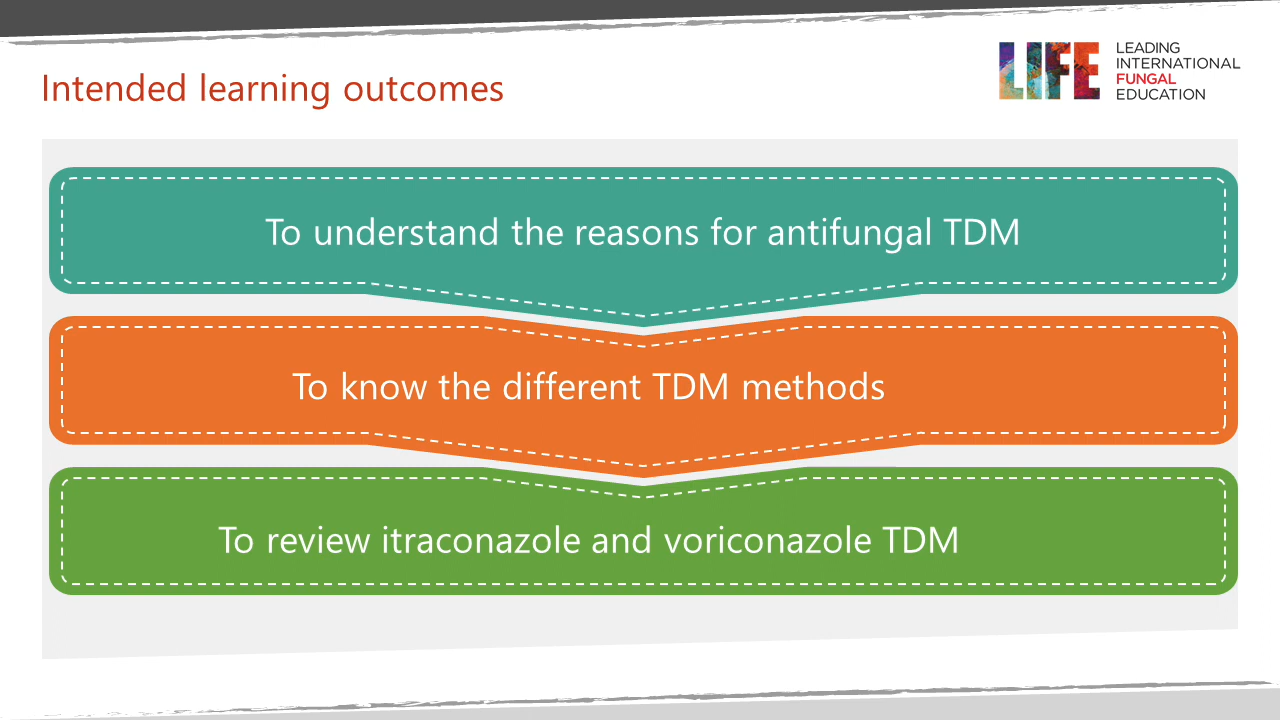 Intended learning outcomes
LIFE
LEADING
INTERNATIONAL
FUNGAL
EDUCATION
To understand the reasons for antifungal TDM
To know the different TDM methods
To review itraconazole and voriconazole TDM